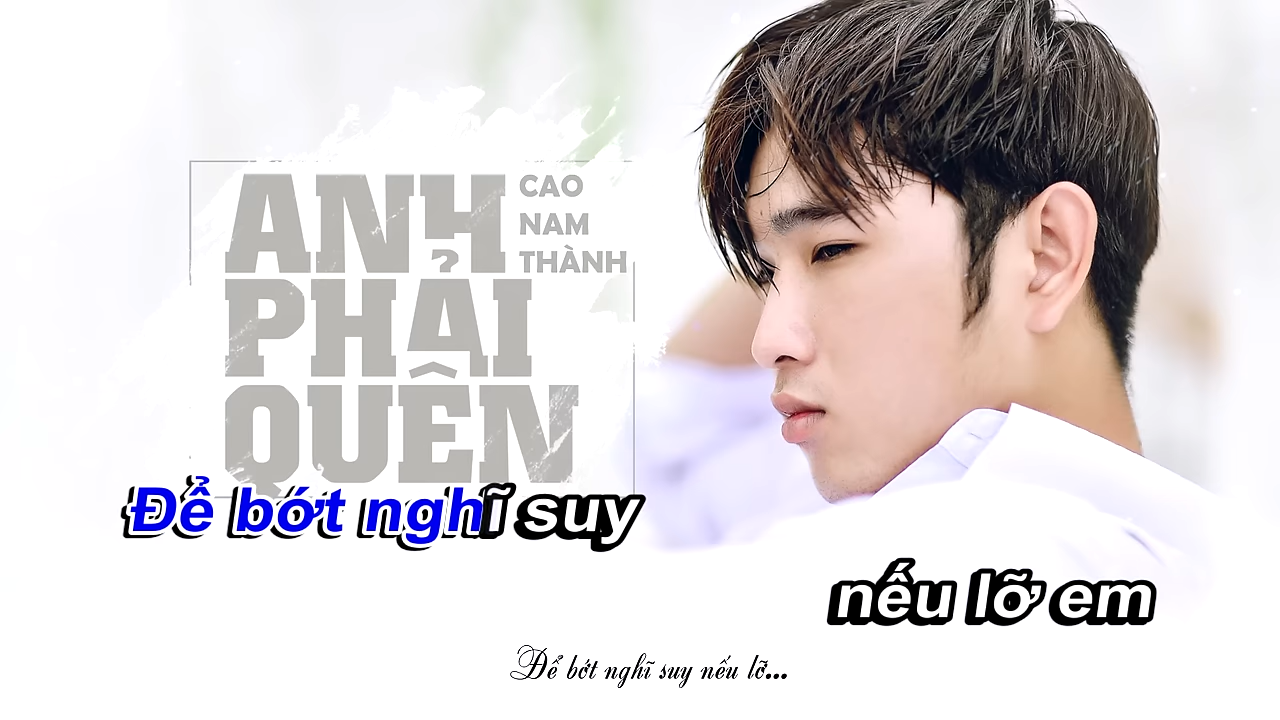 ANH
PHẢI
QUÊN
CAO
NAM
THÀNH
Để bớt nghĩ suy
nếu lỡ em
Để bớt nghĩ suy nếu lỡ...